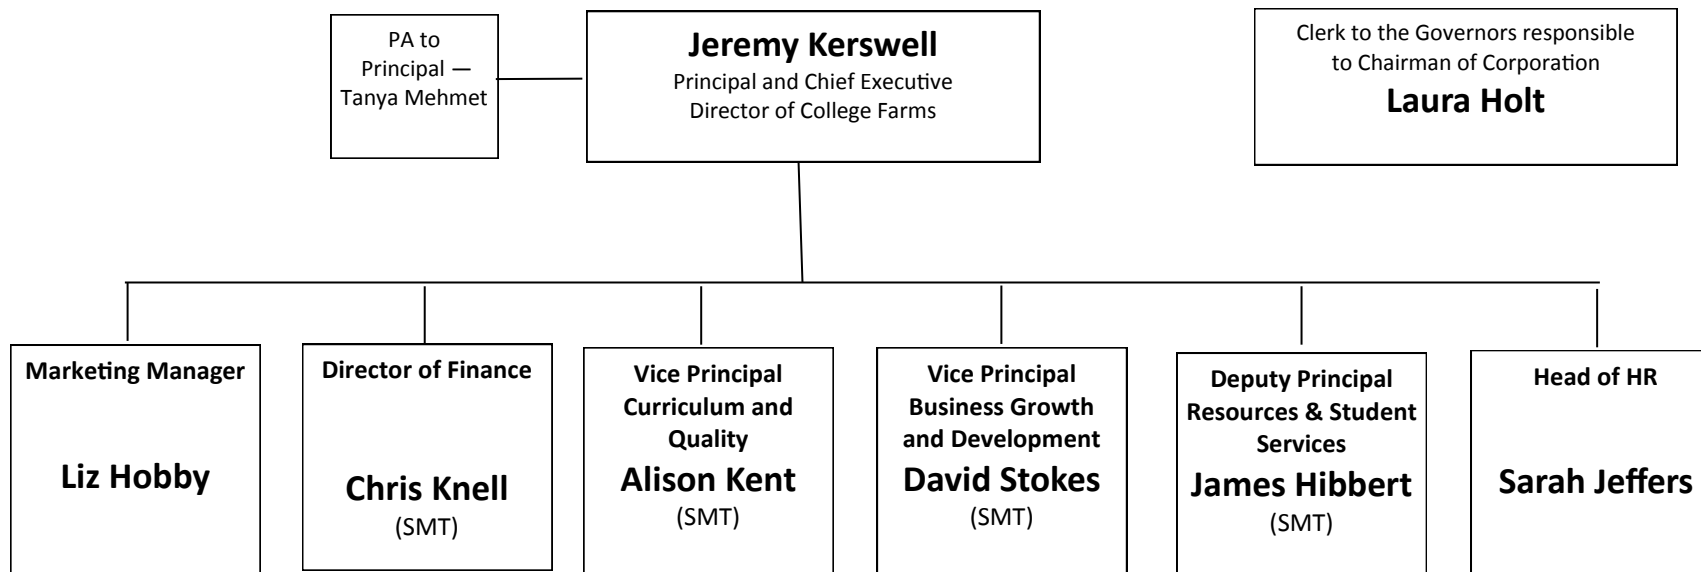 PA to
Principal —
Tanya Mehmet
Jeremy Kerswell
Principal and Chief Executive
Director of College Farms
Clerk to the Governors responsible
to Chairman of Corporation
Laura Holt
Marketing Manager
Liz Hobby
Director of Finance
Chris Knell
(SMT)
Vice Principal
Curriculum and
Quality
Alison Kent
(SMT)
Vice Principal
Business Growth
and Development
David Stokes
(SMT)
Deputy Principal
Resources & Student
Services
James Hibbert
(SMT)
Head of HR
Sarah Jeffers